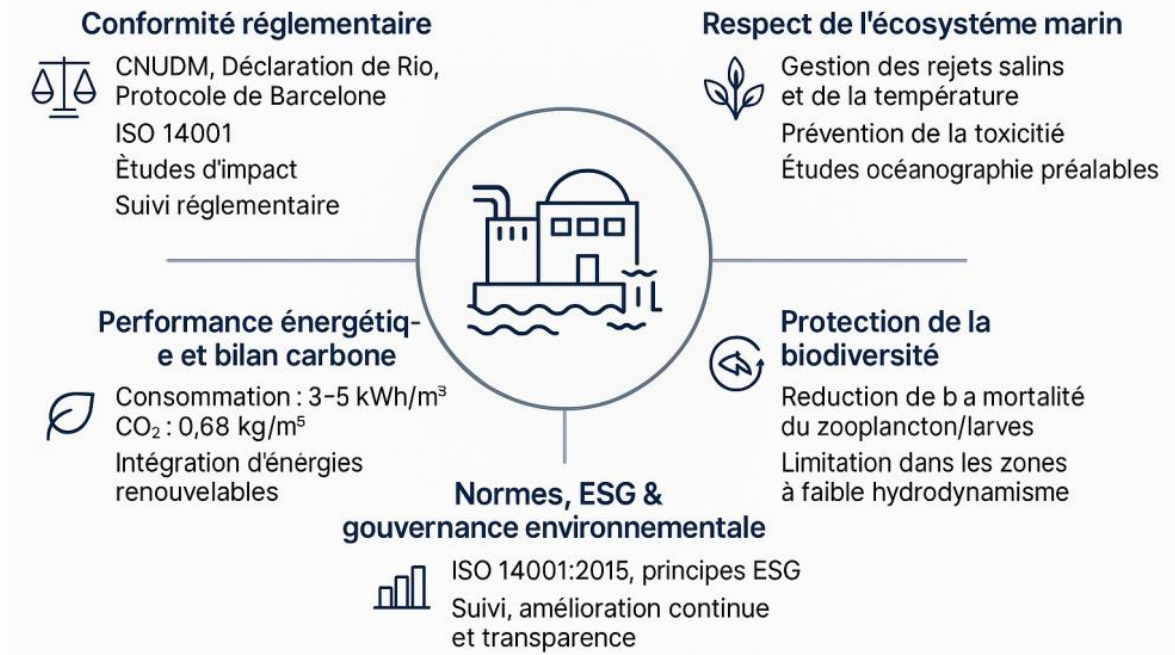 Conformité réglementaire
CNUDM, Déclaration de Rio,
Protocole de Barcelone
ISO 14001
Ètudes d'impact
Suivi réglementaire
Respect de l'écosystéme marin
Gestion des rejets salins
et de la température
Prévention de la toxicitié
Études océanographie préalables
Performance énergétiq-
e et bilan carbone
Consommation : 3-5 kWh/m³
CO₂ : 0,68 kg/m⁵
Intégration d'énergies
renouvelables
Protection de la
biodiversité
Reduction de b a mortalité
du zooplancton/larves
Limitation dans les zones
à faible hydrodynamisme
Normes, ESG &
gouvernance environnementale
ISO 14001:2015, principes ESG
Suivi, amélioration continue
et transparence